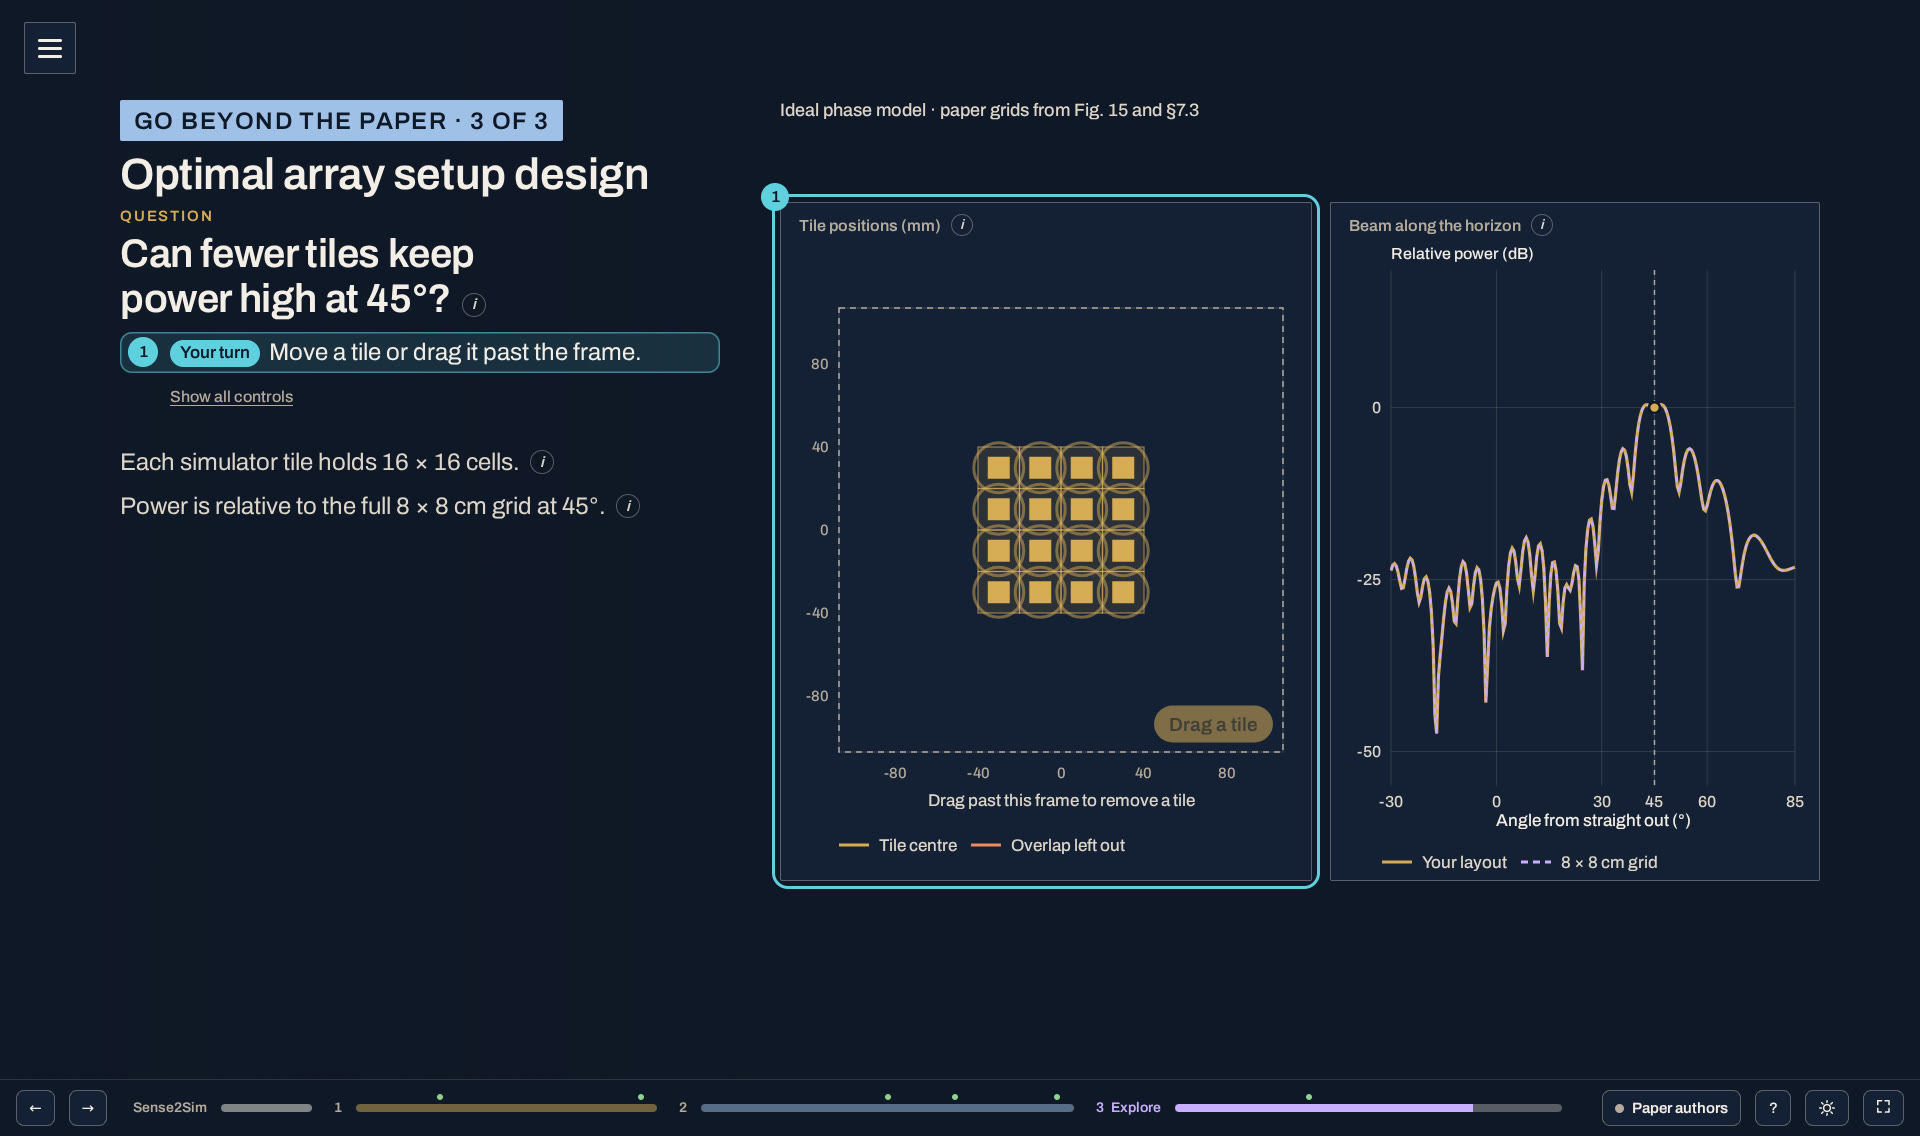 GO BEYOND THE PAPER · 3 OF 3
Optimal array setup design
QUESTION
Can fewer tiles keep
power high at 45°? i
1 Your turn Move a tile or drag it past the frame.
Show all controls
Each simulator tile holds 16 × 16 cells. i
Power is relative to the full 8 × 8 cm grid at 45°. i
Ideal phase model · paper grids from Fig. 15 and §7.3
1
Tile positions (mm) i
80
40
0
-40
-80
Drag a tile
-80 -40 0 40 80
Drag past this frame to remove a tile
Tile centre Overlap left out
Beam along the horizon i
Relative power (dB)
0
-25
-50
-30 0 30 45 60 85
Angle from straight out (°)
Your layout 8 × 8 cm grid
← → Sense2Sim 1 2 3 Explore Paper authors ?